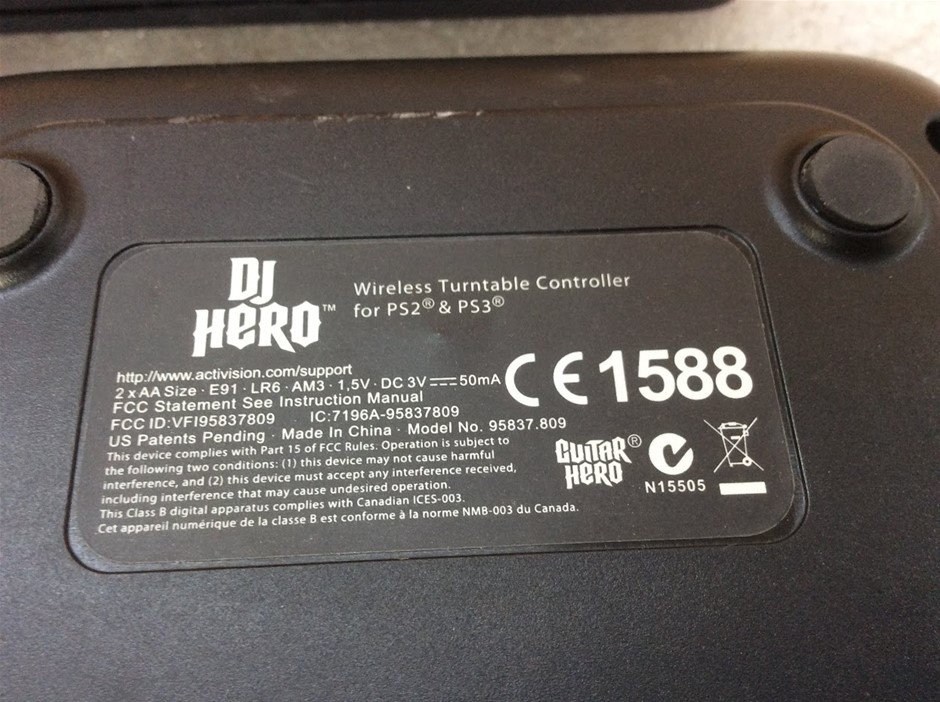 DJ
HERO™
Wireless Turntable Controller
for PS2® & PS3®
http://www.activision.com/support
2 x AA Size · E91 · LR6 · AM3 · 1,5V · DC 3V ⎓ 50mA
FCC Statement See Instruction Manual
FCC ID:VFI95837809 IC:7196A-95837809
US Patents Pending · Made In China · Model No. 95837.809
This device complies with Part 15 of FCC Rules. Operation is subject to
the following two conditions: (1) this device may not cause harmful
interference, and (2) this device must accept any interference received,
including interference that may cause undesired operation.
This Class B digital apparatus complies with Canadian ICES-003.
Cet appareil numérique de la classe B est conforme à la norme NMB-003 du Canada.
CE 1588
GUITAR®
HERO
N15505